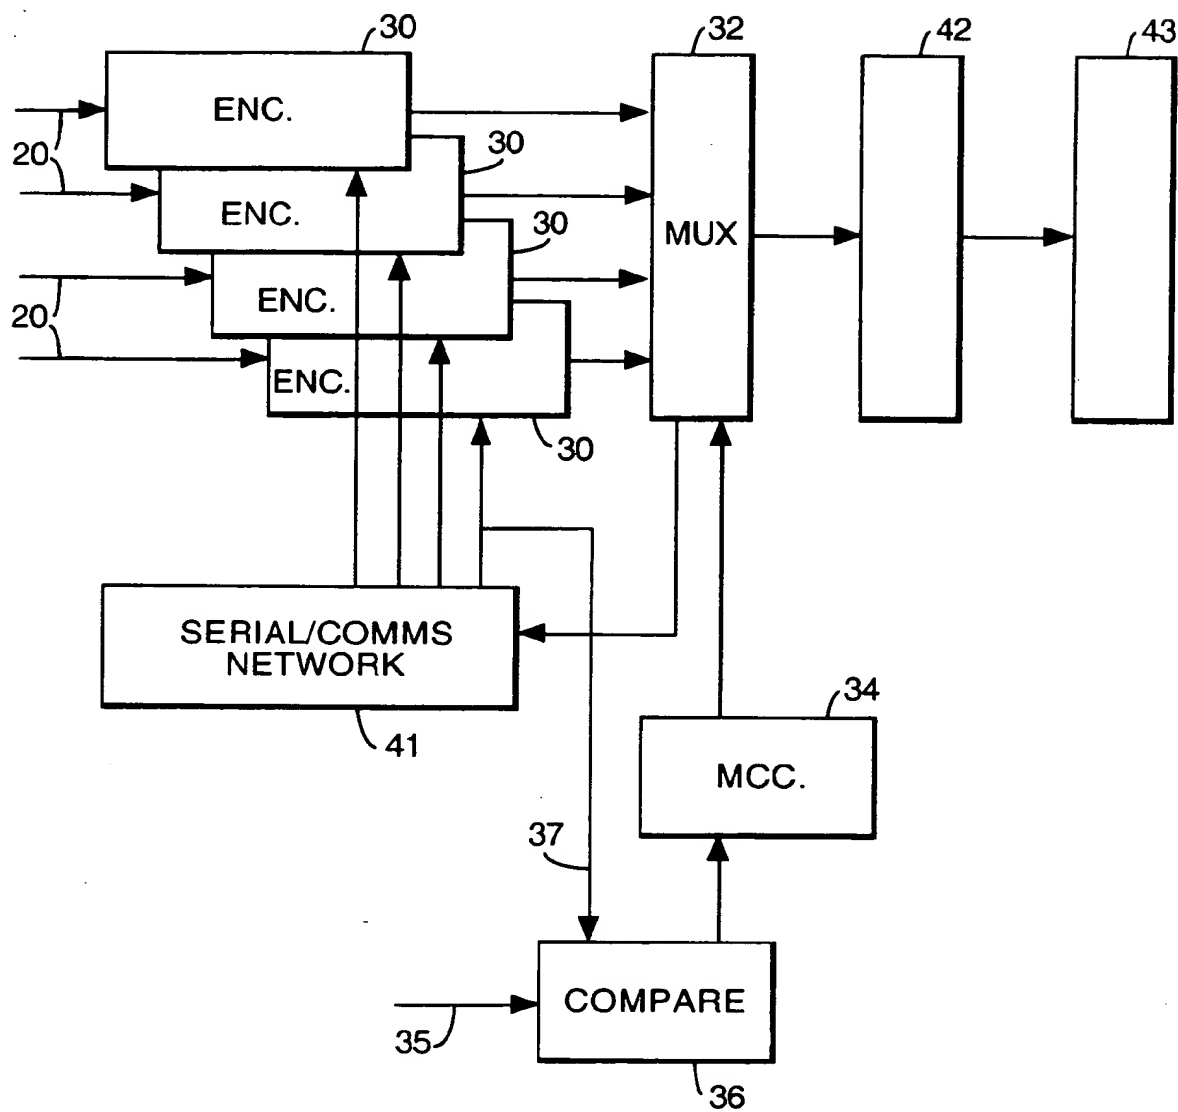 30
32
42
43
ENC.
20
30
ENC.
30
MUX
ENC.
20
ENC.
30
SERIAL/COMMS
NETWORK
41
34
MCC.
37
COMPARE
35
36